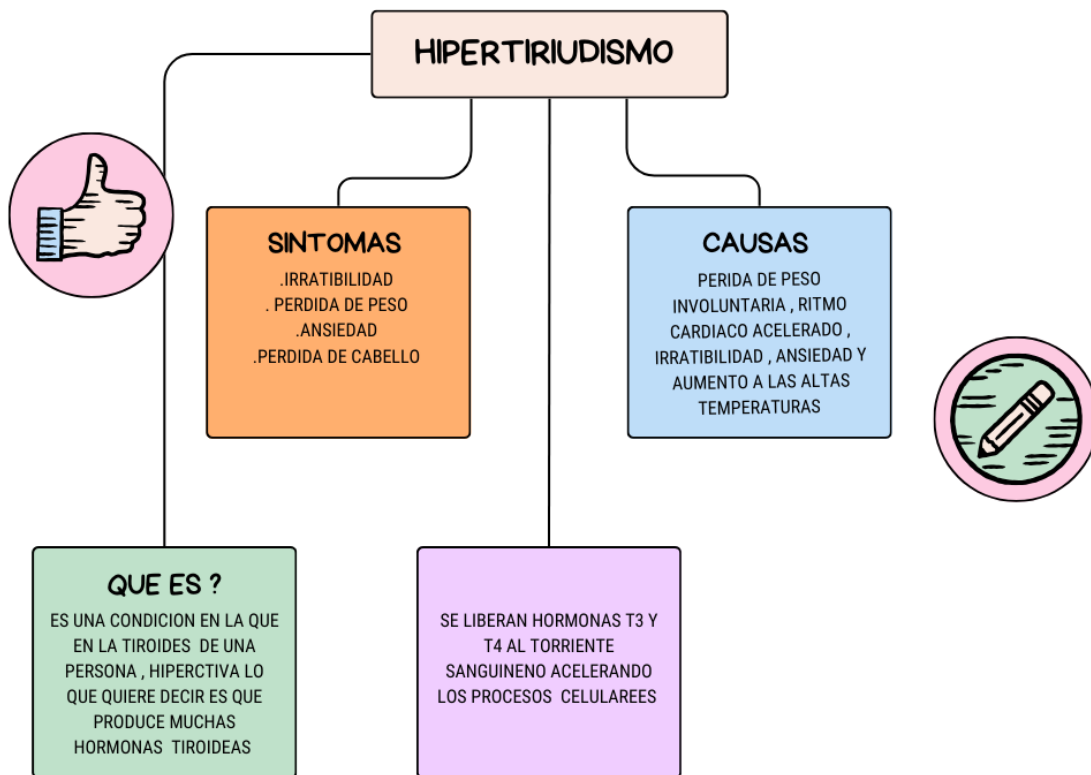 HIPERTIRIUDISMO
SINTOMAS
.IRRATIBILIDAD
. PERDIDA DE PESO
.ANSIEDAD
.PERDIDA DE CABELLO
CAUSAS
PERIDA DE PESO
INVOLUNTARIA , RITMO
CARDIACO ACELERADO ,
IRRATIBILIDAD , ANSIEDAD Y
AUMENTO A LAS ALTAS
TEMPERATURAS
QUE ES ?
ES UNA CONDICION EN LA QUE
EN LA TIROIDES DE UNA
PERSONA , HIPERCTIVA LO
QUE QUIERE DECIR ES QUE
PRODUCE MUCHAS
HORMONAS TIROIDEAS
SE LIBERAN HORMONAS T3 Y
T4 AL TORRIENTE
SANGUINENO ACELERANDO
LOS PROCESOS CELULAREES